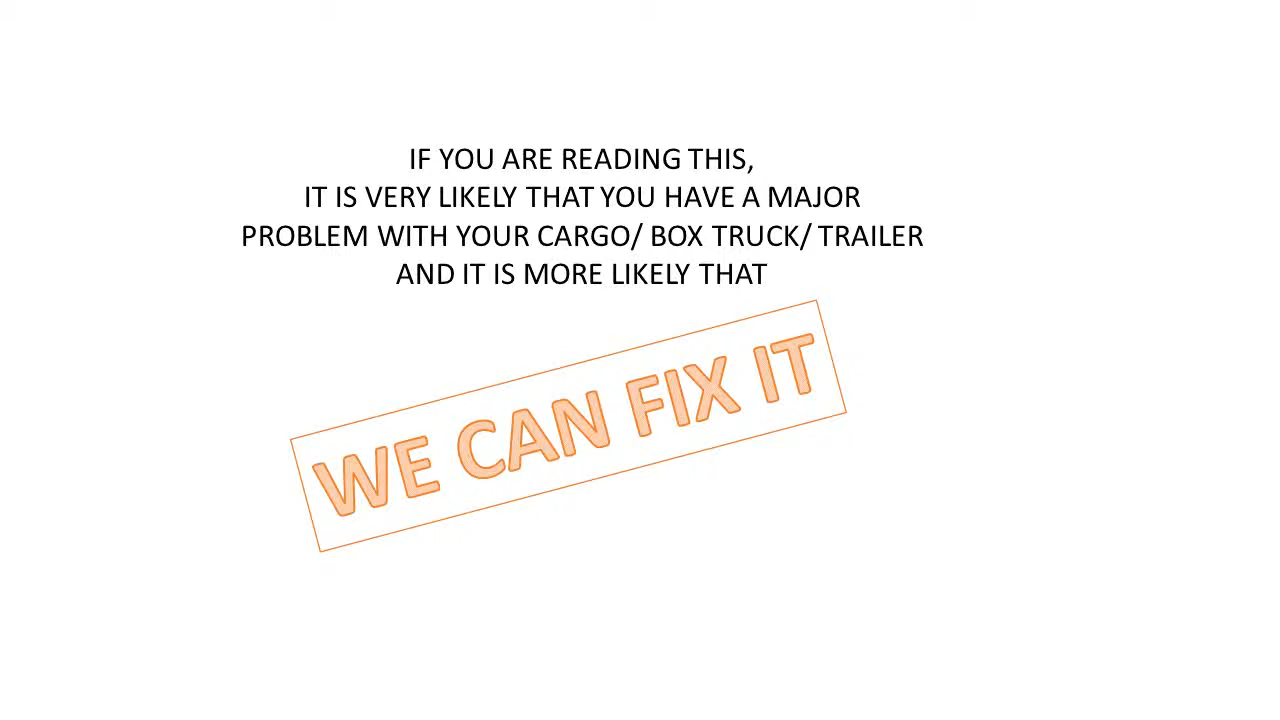 IF YOU ARE READING THIS,
IT IS VERY LIKELY THAT YOU HAVE A MAJOR
PROBLEM WITH YOUR CARGO/ BOX TRUCK/ TRAILER
AND IT IS MORE LIKELY THAT
WE CAN FIX IT